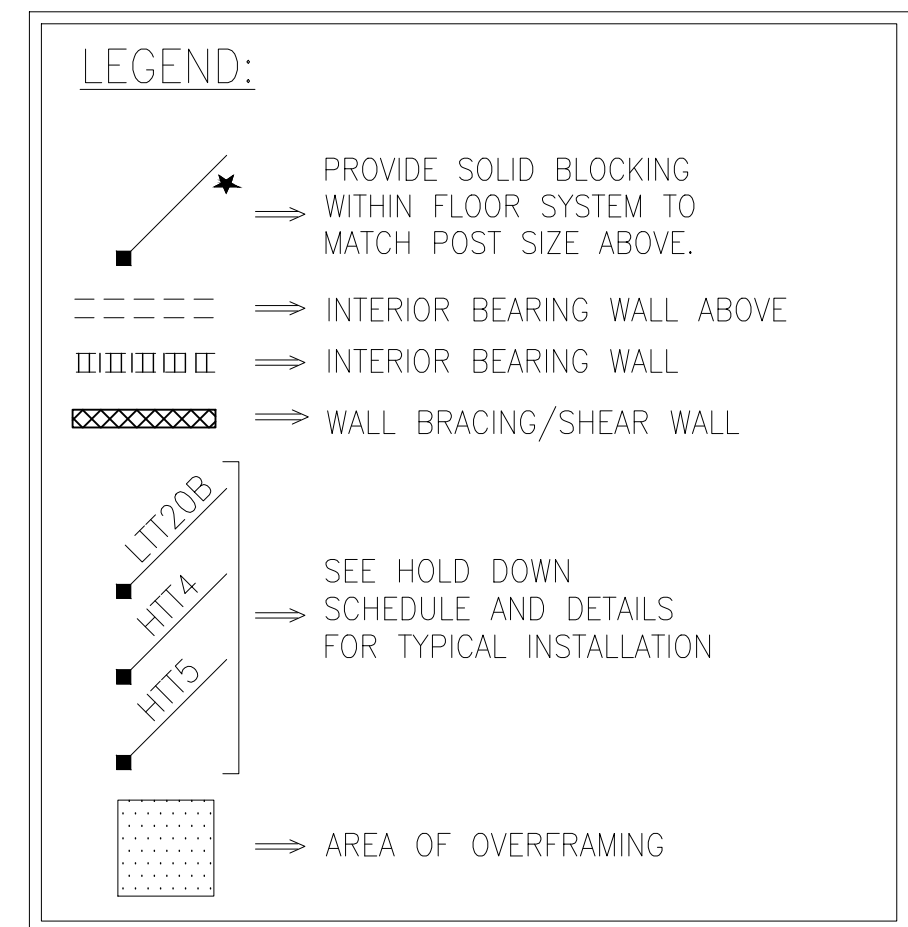 LEGEND:
PROVIDE SOLID BLOCKING
WITHIN FLOOR SYSTEM TO
MATCH POST SIZE ABOVE.
INTERIOR BEARING WALL ABOVE
INTERIOR BEARING WALL
WALL BRACING/SHEAR WALL
LTT20B
HTT4
HTT5
SEE HOLD DOWN
SCHEDULE AND DETAILS
FOR TYPICAL INSTALLATION
AREA OF OVERFRAMING